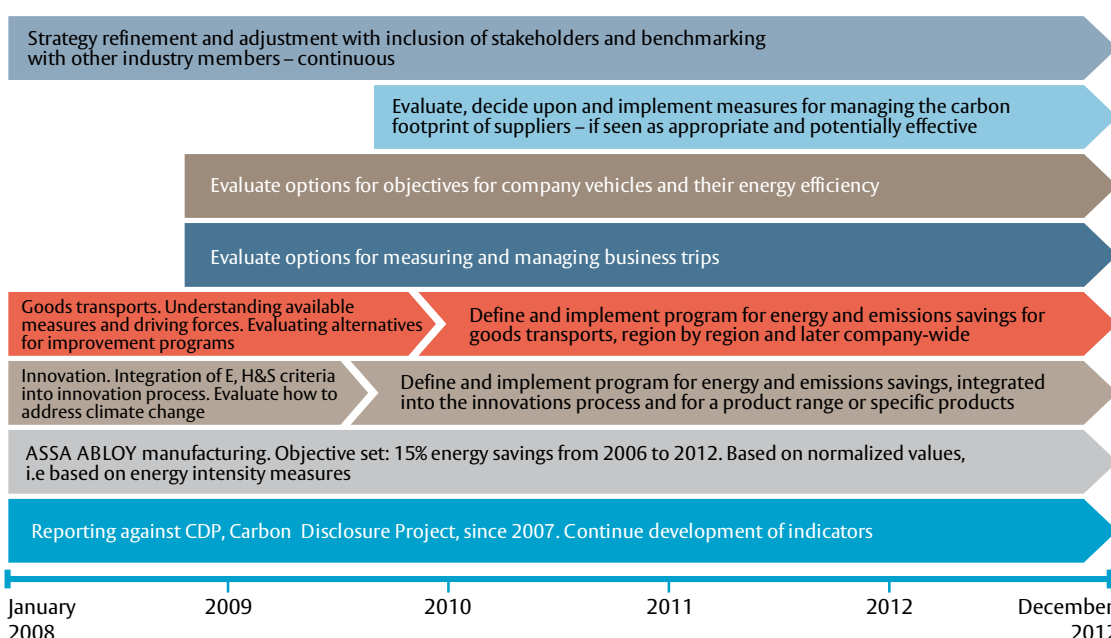 Strategy refinement and adjustment with inclusion of stakeholders and benchmarking
with other industry members – continuous
Evaluate, decide upon and implement measures for managing the carbon
footprint of suppliers – if seen as appropriate and potentially effective
Evaluate options for objectives for company vehicles and their energy efficiency
Evaluate options for measuring and managing business trips
Goods transports. Understanding available
measures and driving forces. Evaluating alternatives
for improvement programs
Define and implement program for energy and emissions savings for
goods transports, region by region and later company-wide
Innovation. Integration of E, H&S criteria
into innovation process. Evaluate how to
address climate change
Define and implement program for energy and emissions savings, integrated
into the innovations process and for a product range or specific products
ASSA ABLOY manufacturing. Objective set: 15% energy savings from 2006 to 2012. Based on normalized values,
i.e based on energy intensity measures
Reporting against CDP, Carbon Disclosure Project, since 2007. Continue development of indicators
January
2008
2009
2010
2011
2012
December
2012